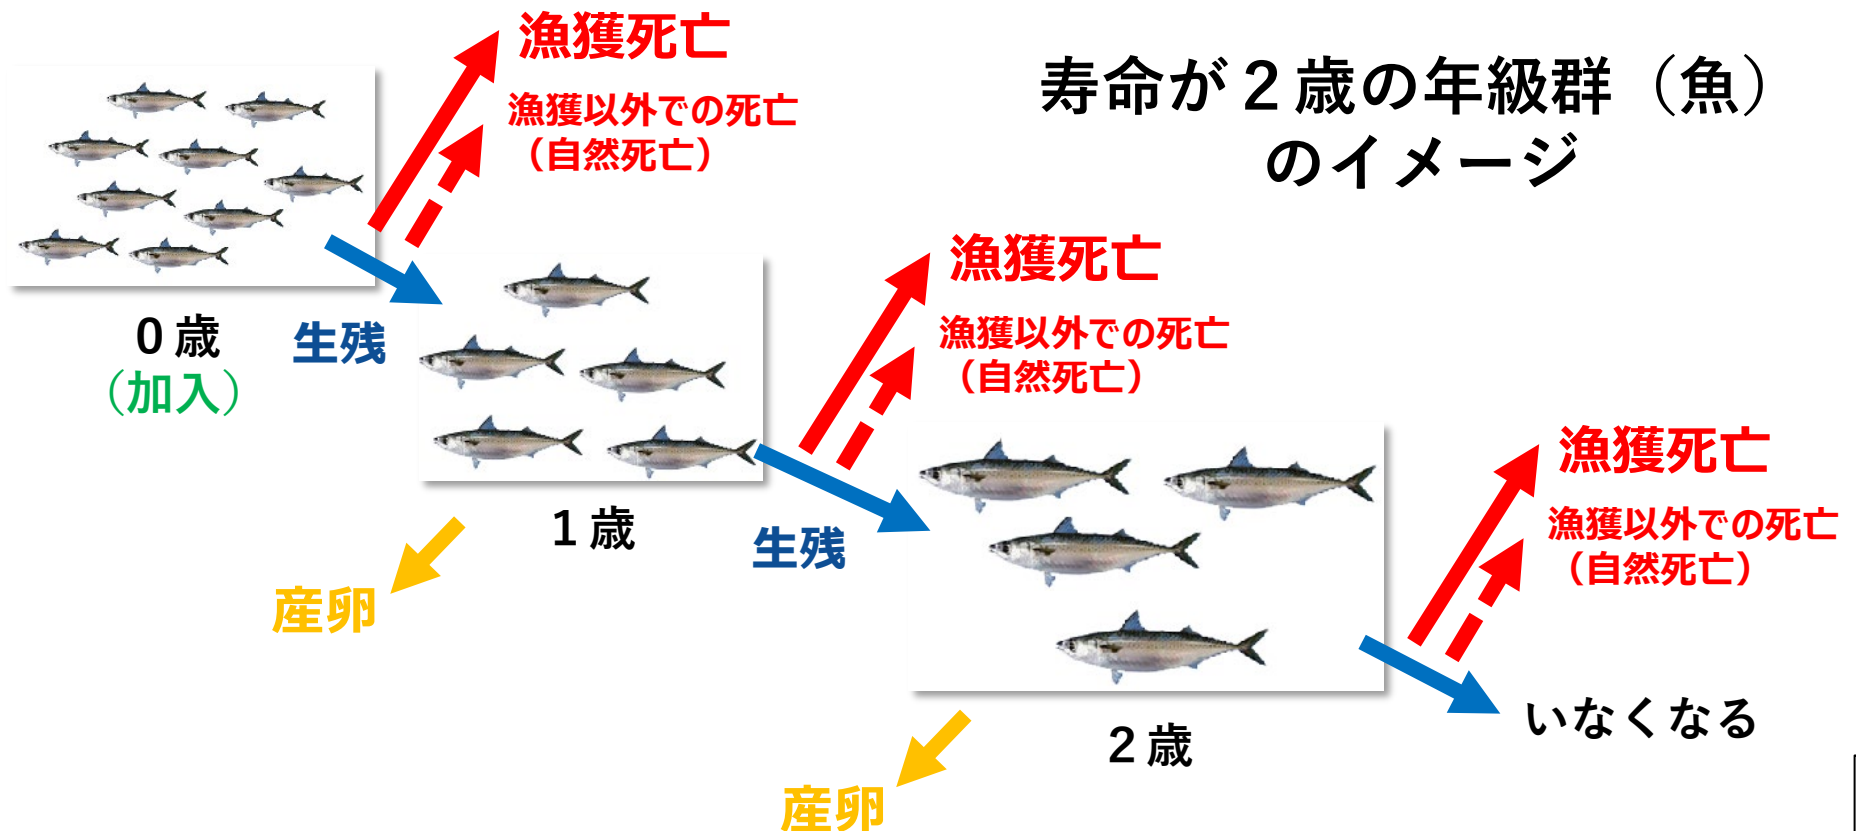 寿命が２歳の年級群（魚）
のイメージ
漁獲死亡
漁獲以外での死亡
（自然死亡）
０歳
（加入）
生残
漁獲死亡
漁獲以外での死亡
（自然死亡）
１歳
産卵
生残
漁獲死亡
漁獲以外での死亡
（自然死亡）
２歳
産卵
いなくなる